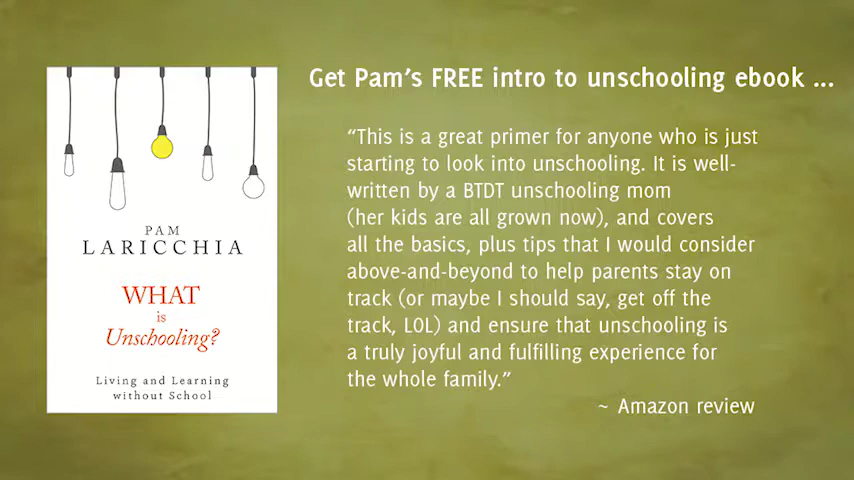 Get Pam's FREE intro to unschooling ebook ...
PAM
LARICCHIA
WHAT
is
Unschooling?
Living and Learning
without School
“This is a great primer for anyone who is just
starting to look into unschooling. It is well-
written by a BTDT unschooling mom
(her kids are all grown now), and covers
all the basics, plus tips that I would consider
above-and-beyond to help parents stay on
track (or maybe I should say, get off the
track, LOL) and ensure that unschooling is
a truly joyful and fulfilling experience for
the whole family.”
~ Amazon review